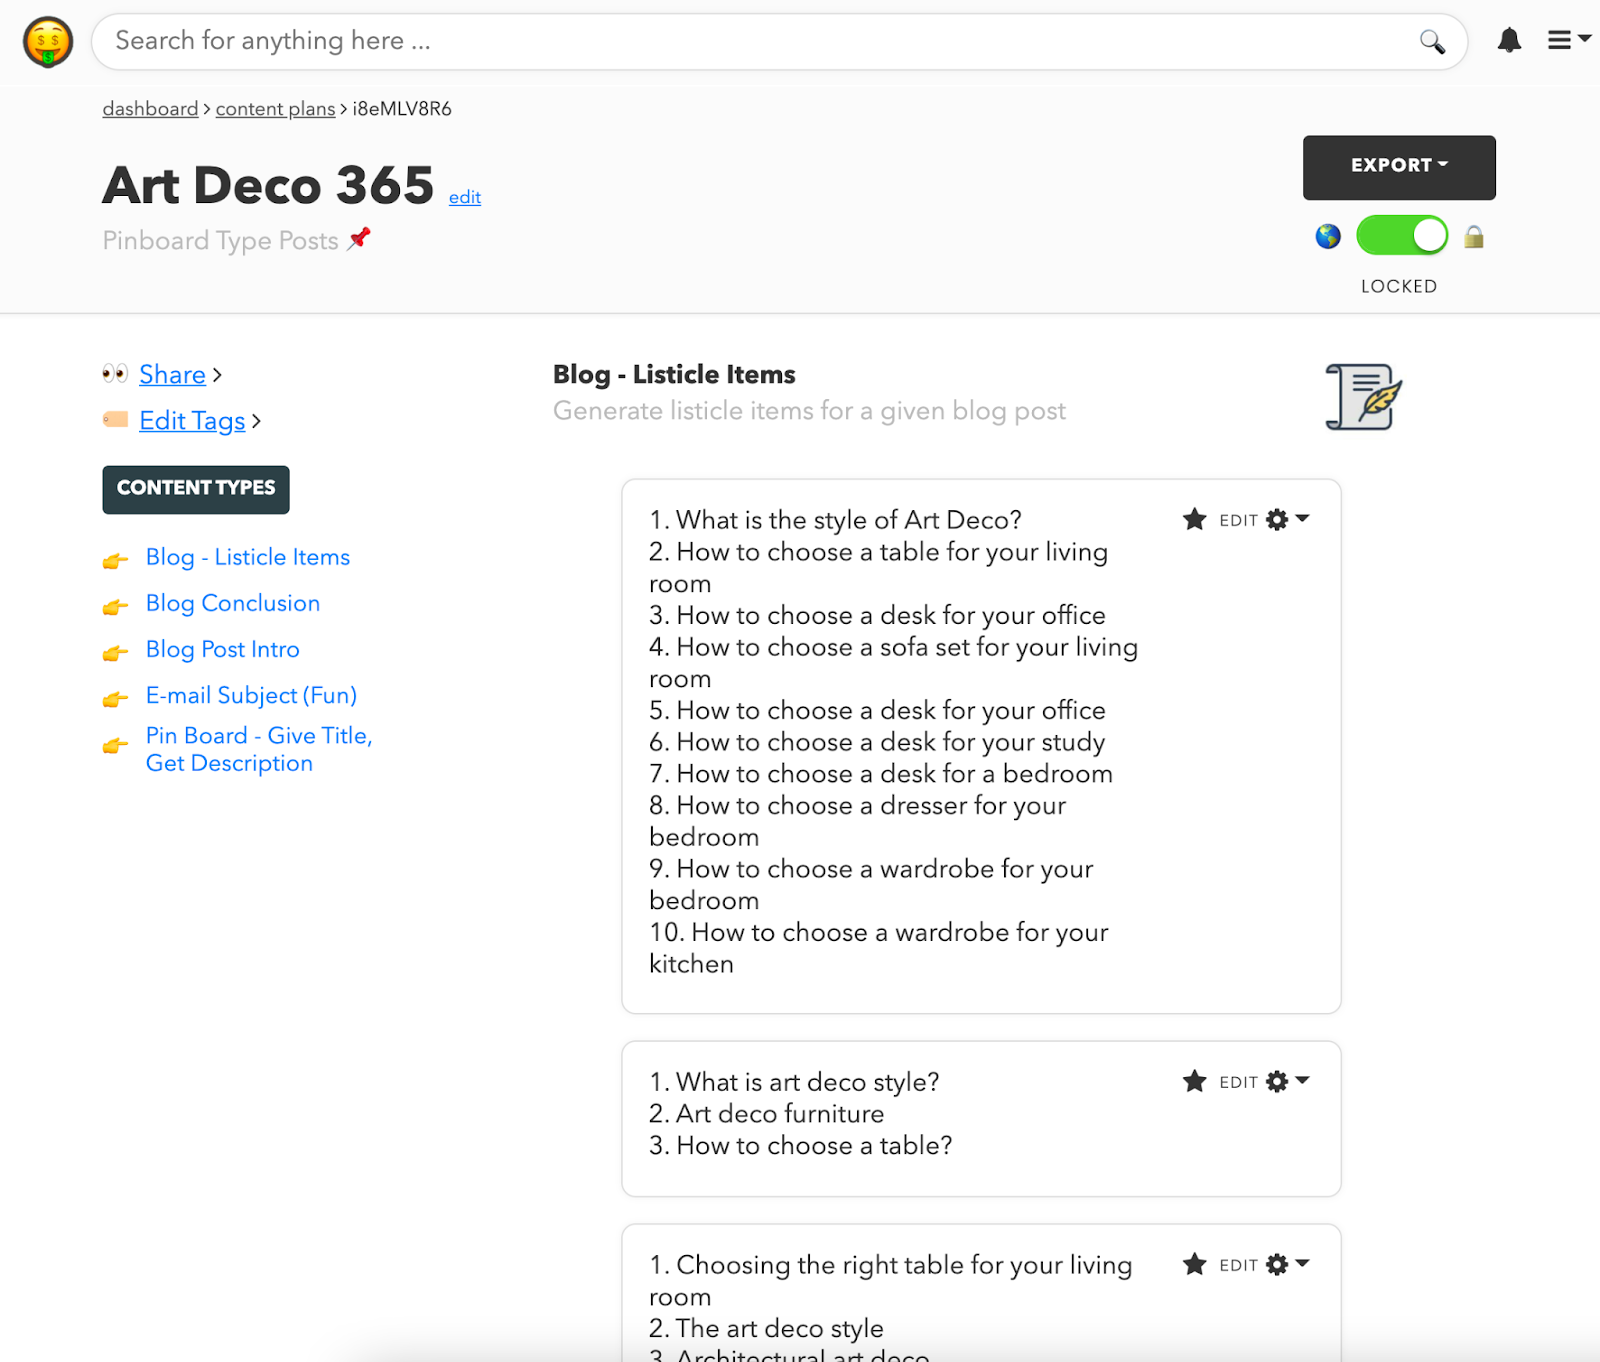 Search for anything here ...
dashboard > content plans > i8eMLV8R6
Art Deco 365 edit
Pinboard Type Posts
EXPORT
LOCKED
Share >
Edit Tags >
CONTENT TYPES
Blog - Listicle Items
Blog Conclusion
Blog Post Intro
E-mail Subject (Fun)
Pin Board - Give Title,
Get Description
Blog - Listicle Items
Generate listicle items for a given blog post
1. What is the style of Art Deco?
2. How to choose a table for your living
room
3. How to choose a desk for your office
4. How to choose a sofa set for your living
room
5. How to choose a desk for your office
6. How to choose a desk for your study
7. How to choose a desk for a bedroom
8. How to choose a dresser for your
bedroom
9. How to choose a wardrobe for your
bedroom
10. How to choose a wardrobe for your
kitchen
EDIT
1. What is art deco style?
2. Art deco furniture
3. How to choose a table?
EDIT
1. Choosing the right table for your living
room
2. The art deco style
3. Architectural art deco
EDIT